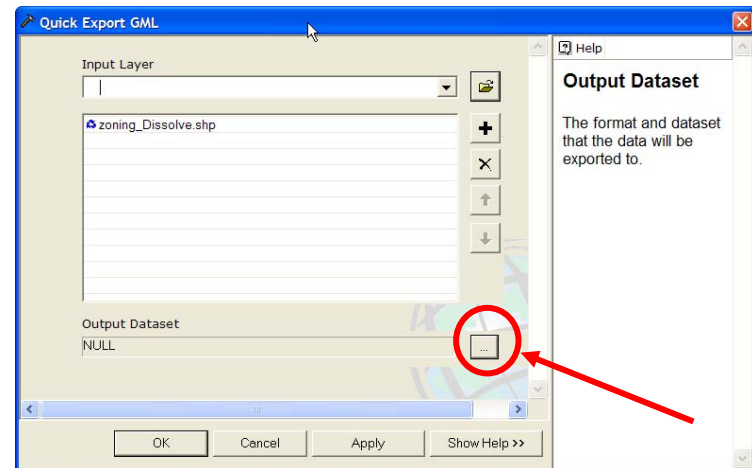 Quick Export GML
Input Layer
zoning_Dissolve.shp
Output Dataset
NULL
...
OK
Cancel
Apply
Show Help >>
Help
Output Dataset
The format and dataset
that the data will be
exported to.